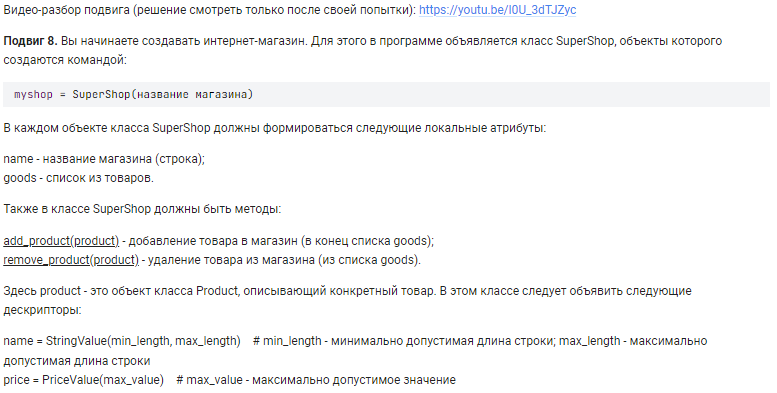 Видео-разбор подвига (решение смотреть только после своей попытки): https://youtu.be/I0U_3dTJZyc
Подвиг 8. Вы начинаете создавать интернет-магазин. Для этого в программе объявляется класс SuperShop, объекты которого
создаются командой:
myshop = SuperShop(название магазина)
В каждом объекте класса SuperShop должны формироваться следующие локальные атрибуты:
name - название магазина (строка);
goods - список из товаров.
Также в классе SuperShop должны быть методы:
add_product(product) - добавление товара в магазин (в конец списка goods);
remove_product(product) - удаление товара из магазина (из списка goods).
Здесь product - это объект класса Product, описывающий конкретный товар. В этом классе следует объявить следующие
дескрипторы:
name = StringValue(min_length, max_length)    # min_length - минимально допустимая длина строки; max_length - максимально
допустимая длина строки
price = PriceValue(max_value)    # max_value - максимально допустимое значение